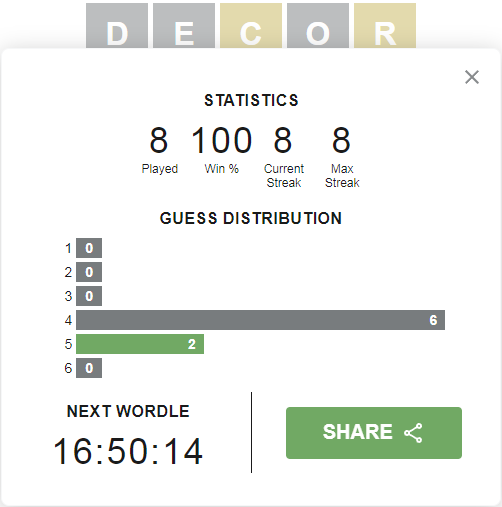 D E C O R
STATISTICS
8 100 8 8
Played Win % Current Max
Streak Streak
GUESS DISTRIBUTION
1 0
2 0
3 0
4 6
5 2
6 0
NEXT WORDLE
16:50:14
SHARE